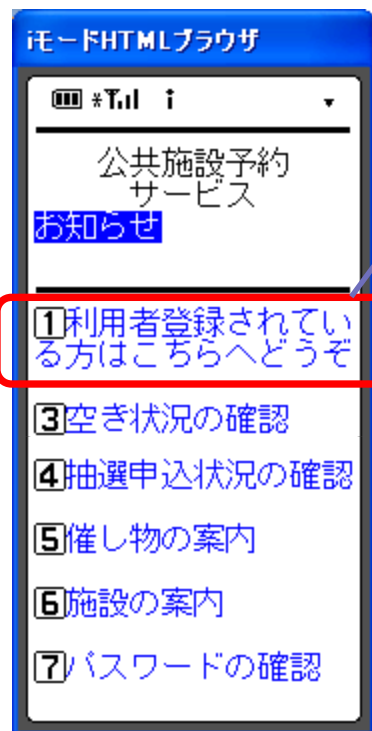 iモードHTMLブラウザ
i
公共施設予約
サービス
お知らせ
1利用者登録されてい
る方はこちらへどうぞ
3空き状況の確認
4抽選申込状況の確認
5催し物の案内
6施設の案内
7パスワードの確認